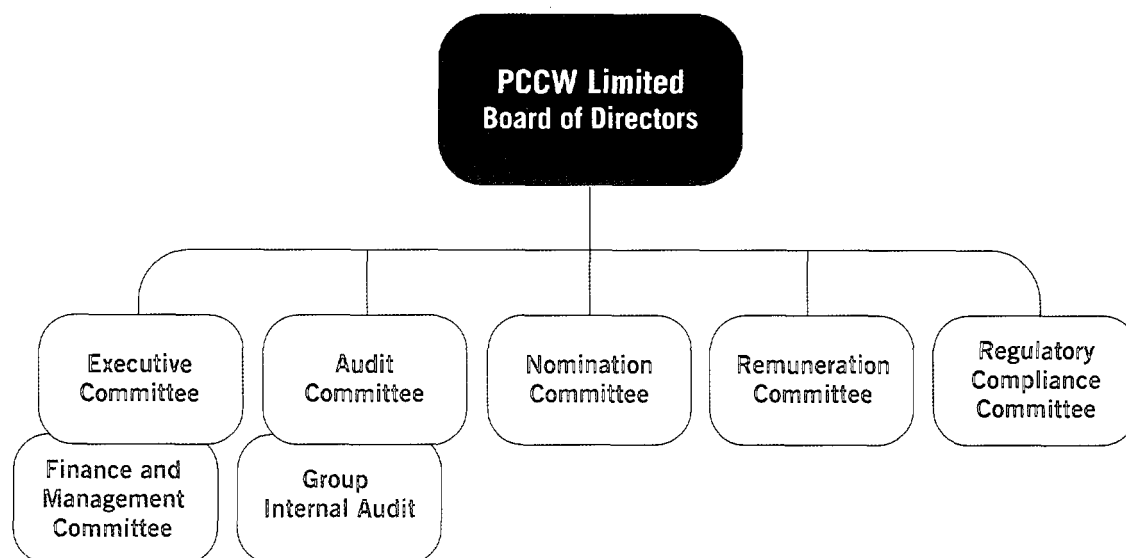 PCCW Limited
Board of Directors
Executive
Committee
Audit
Committee
Nomination
Committee
Remuneration
Committee
Regulatory
Compliance
Committee
Finance and
Management
Committee
Group
Internal Audit